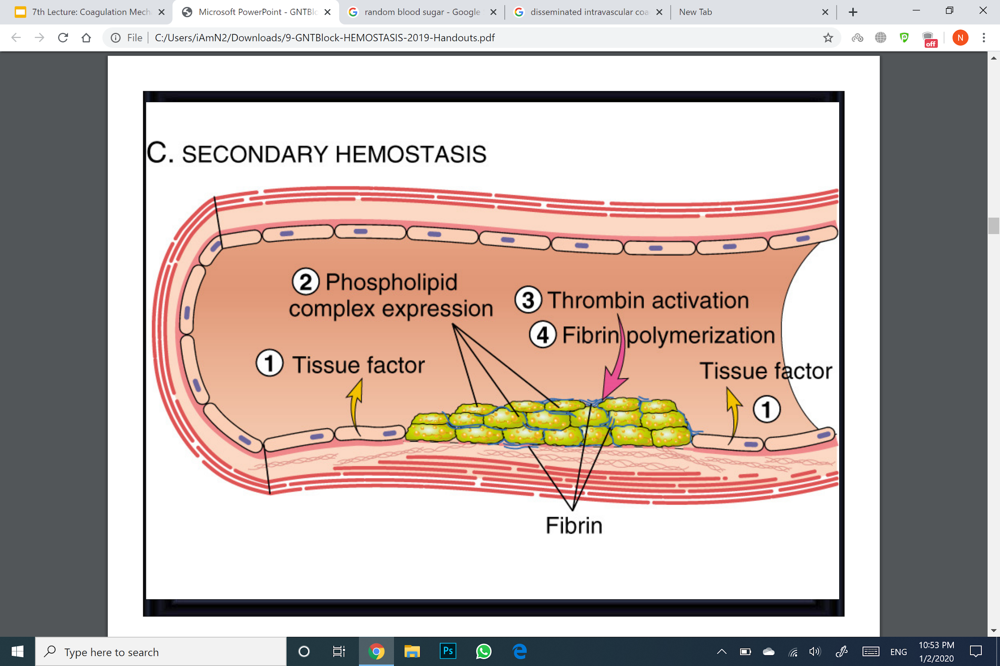 7th Lecture: Coagulation Mech
Microsoft PowerPoint - GNTBlo
random blood sugar - Google
disseminated intravascular coa
New Tab
File
C:/Users/iAmN2/Downloads/9-GNTBlock-HEMOSTASIS-2019-Handouts.pdf
off
N
C. SECONDARY HEMOSTASIS
2 Phospholipid
complex expression
3 Thrombin activation
4 Fibrin polymerization
1 Tissue factor
Tissue factor
1
Fibrin
Type here to search
Ps
ENG
10:53 PM
1/2/2020